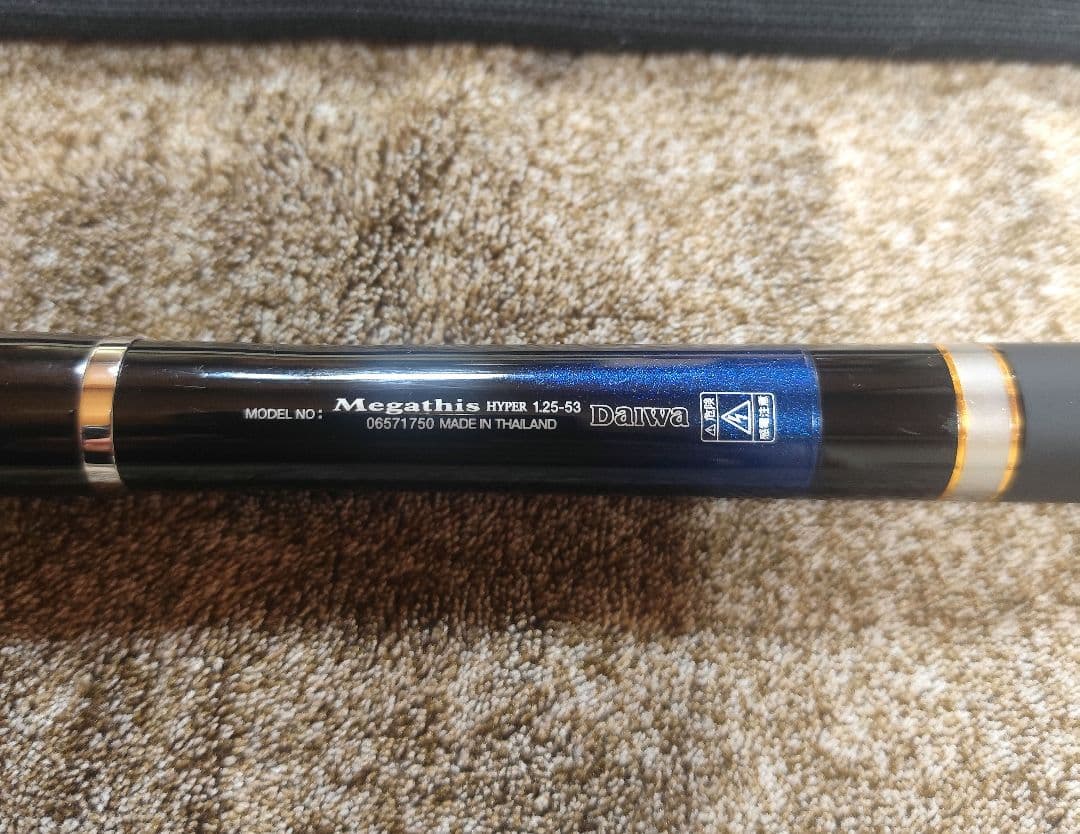 MODEL NO: Megathis HYPER 1.25-53
06571750 MADE IN THAILAND
Daiwa
⚠危険
感電注意